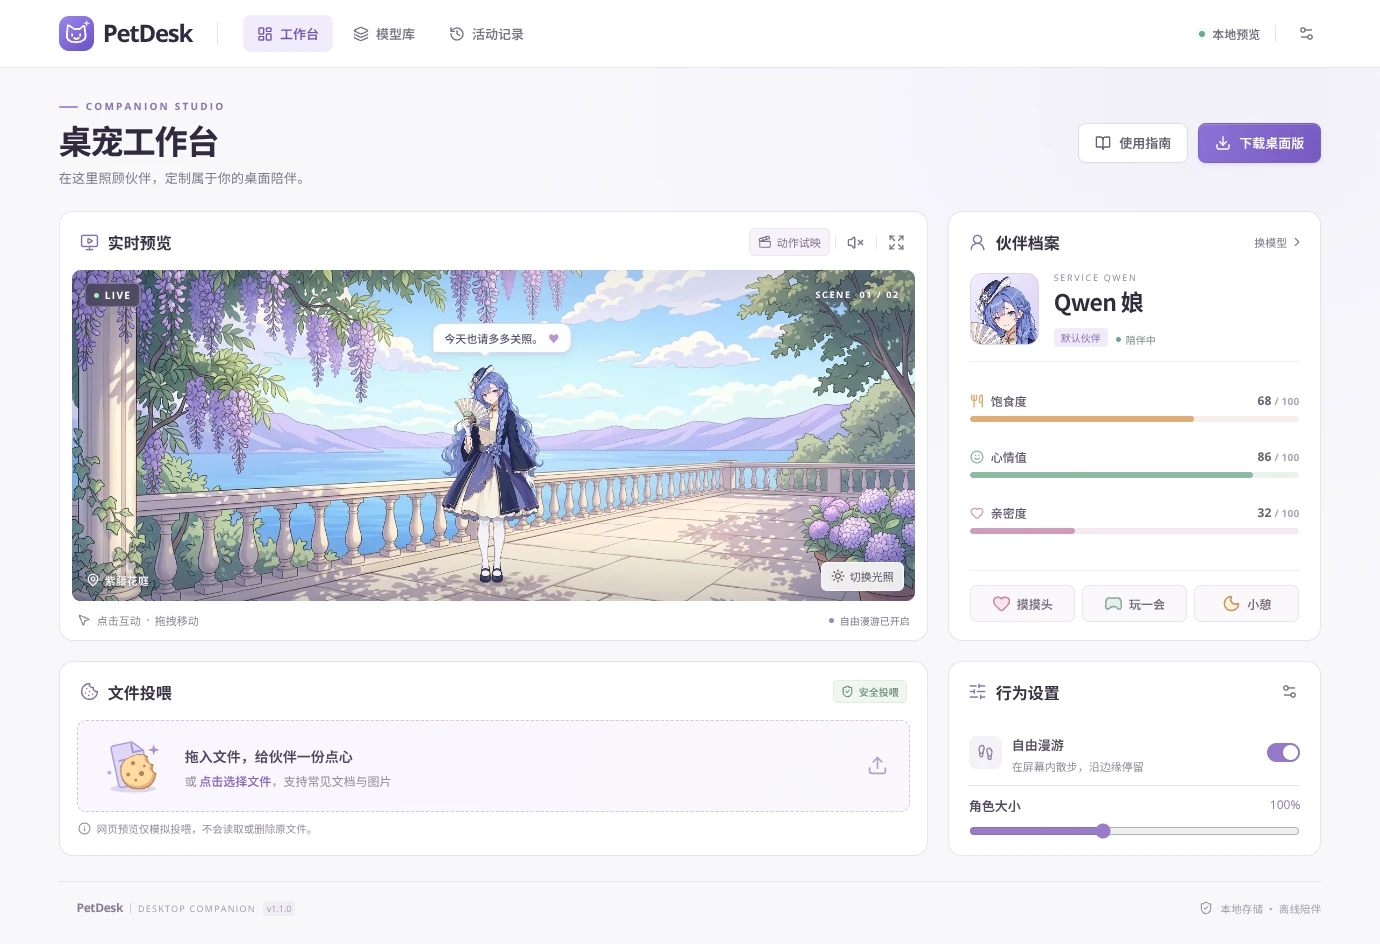 PetDesk
工作台
模型库
活动记录
本地预览
COMPANION STUDIO
桌宠工作台
在这里照顾伙伴，定制属于你的桌面陪伴。
使用指南
下载桌面版
实时预览
动作试映
LIVE
SCENE 01 / 02
今天也请多多关照。
紫藤花庭
切换光照
点击互动 · 拖拽移动
自由漫游已开启
伙伴档案
换模型
SERVICE QWEN
Qwen 娘
默认伙伴
陪伴中
饱食度 68 / 100
心情值 86 / 100
亲密度 32 / 100
摸摸头
玩一会
小憩
文件投喂
安全投喂
拖入文件，给伙伴一份点心
或 点击选择文件，支持常见文档与图片
网页预览仅模拟投喂，不会读取或删除原文件。
行为设置
自由漫游
在屏幕内散步，沿边缘停留
角色大小 100%
PetDesk
DESKTOP COMPANION
v1.1.0
本地存储 · 离线陪伴